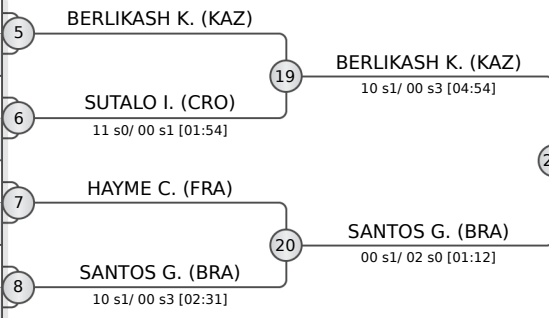 BERLIKASH K. (KAZ)
5
19
BERLIKASH K. (KAZ)
10 s1/ 00 s3 [04:54]
SUTALO I. (CRO)
6
11 s0/ 00 s1 [01:54]
HAYME C. (FRA)
7
20
SANTOS G. (BRA)
00 s1/ 02 s0 [01:12]
SANTOS G. (BRA)
8
10 s1/ 00 s3 [02:31]